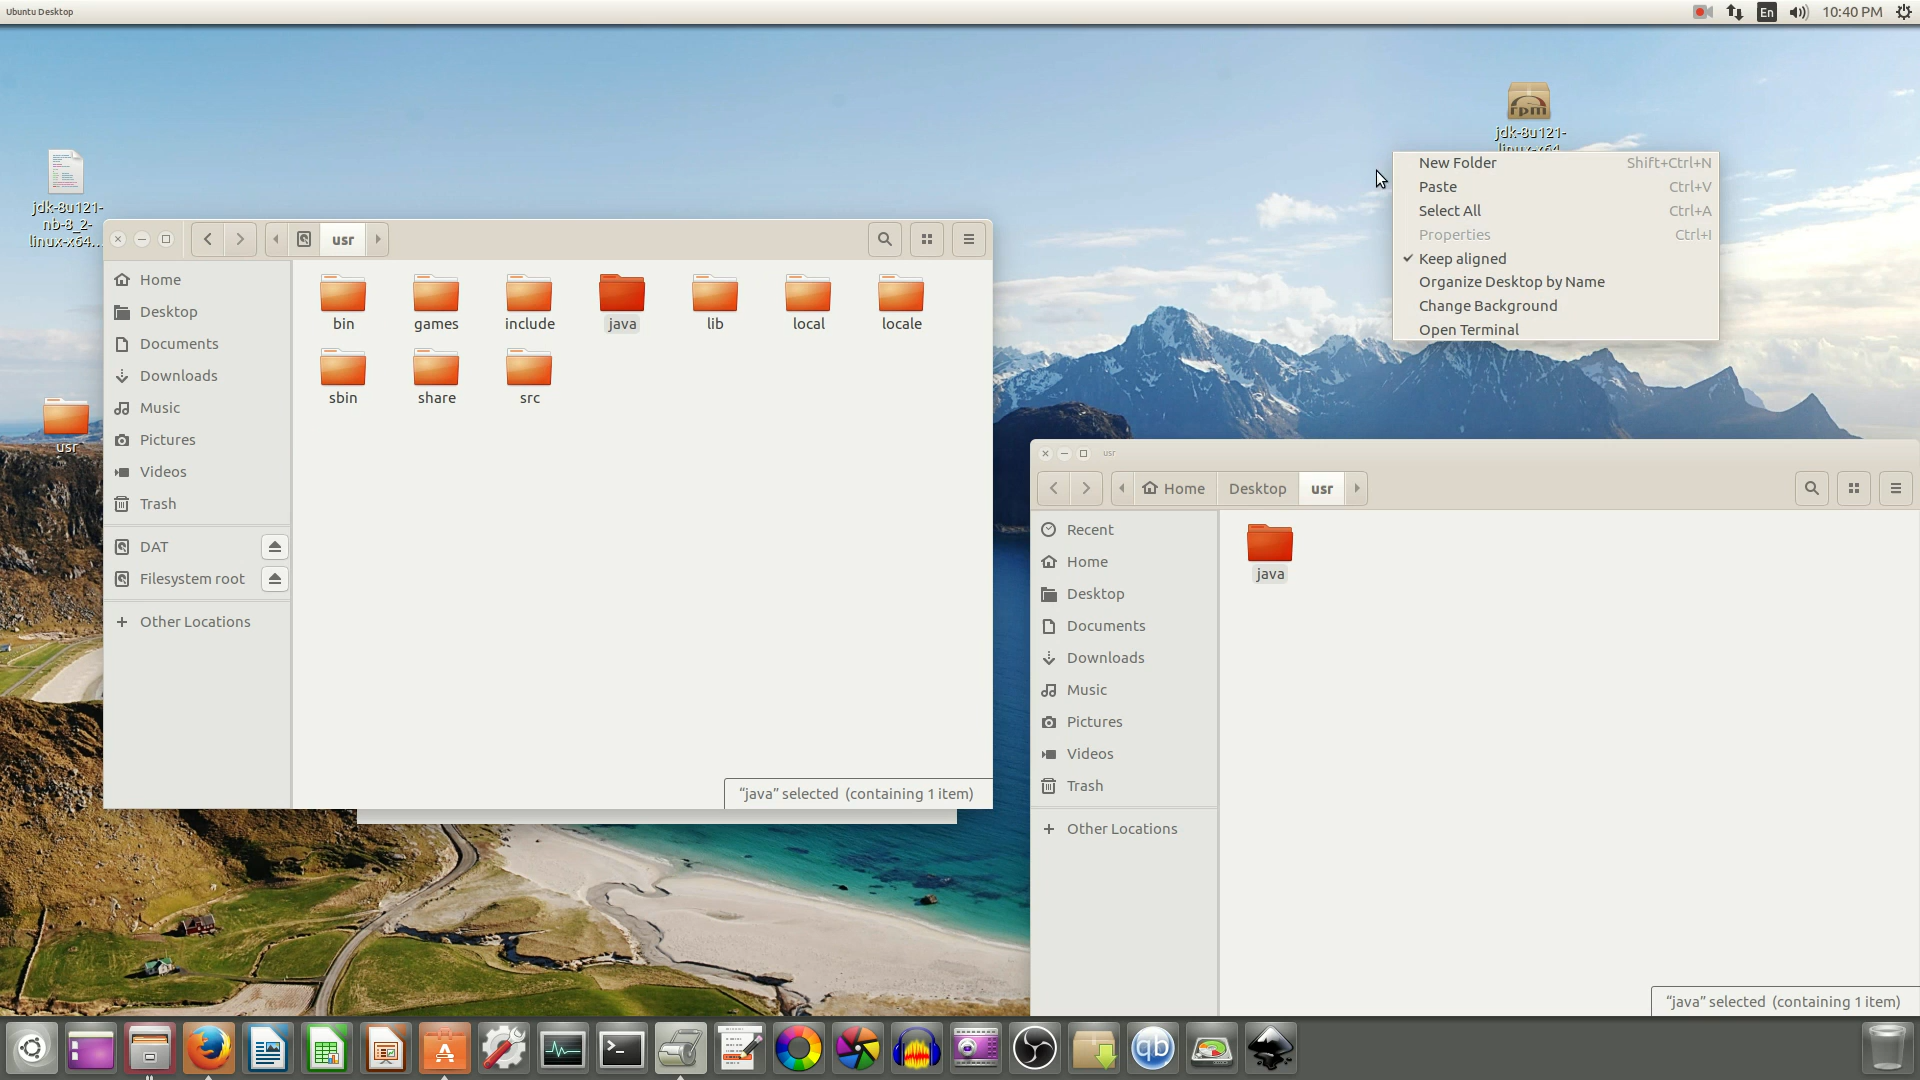 Ubuntu Desktop
En
10:40 PM
rpm
jdk-8u121-
linux-x64
New Folder Shift+Ctrl+N
Paste Ctrl+V
Select All Ctrl+A
Properties Ctrl+I
Keep aligned
Organize Desktop by Name
Change Background
Open Terminal
jdk-8u121-
nb-8_2-
linux-x64...
usr
usr
Home
Desktop
Documents
Downloads
Music
Pictures
Videos
Trash
DAT
Filesystem root
Other Locations
bin games include java lib local locale
sbin share src
“java” selected (containing 1 item)
usr
Home Desktop usr
Recent
Home
Desktop
Documents
Downloads
Music
Pictures
Videos
Trash
Other Locations
java
“java” selected (containing 1 item)
qb